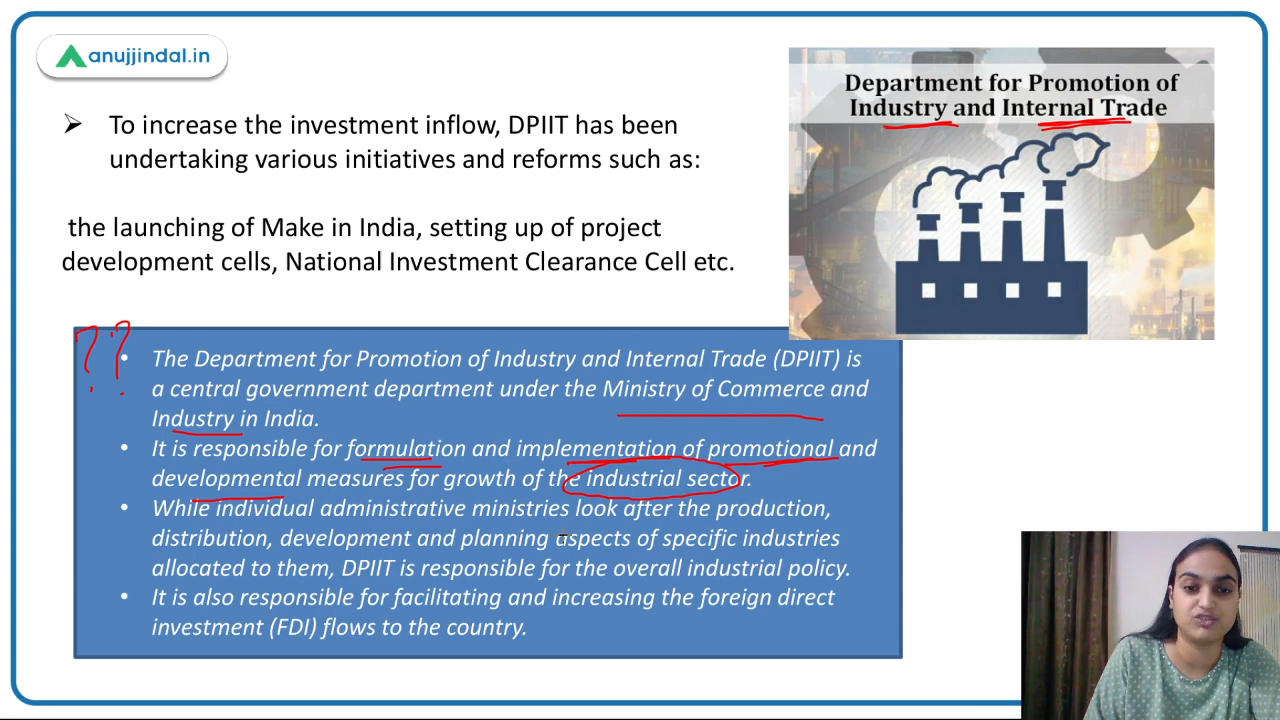 anujjindal.in
Department for Promotion of
Industry and Internal Trade
➤ To increase the investment inflow, DPIIT has been
undertaking various initiatives and reforms such as:
the launching of Make in India, setting up of project
development cells, National Investment Clearance Cell etc.
??
• The Department for Promotion of Industry and Internal Trade (DPIIT) is
a central government department under the Ministry of Commerce and
Industry in India.
• It is responsible for formulation and implementation of promotional and
developmental measures for growth of the industrial sector.
• While individual administrative ministries look after the production,
distribution, development and planning aspects of specific industries
allocated to them, DPIIT is responsible for the overall industrial policy.
• It is also responsible for facilitating and increasing the foreign direct
investment (FDI) flows to the country.